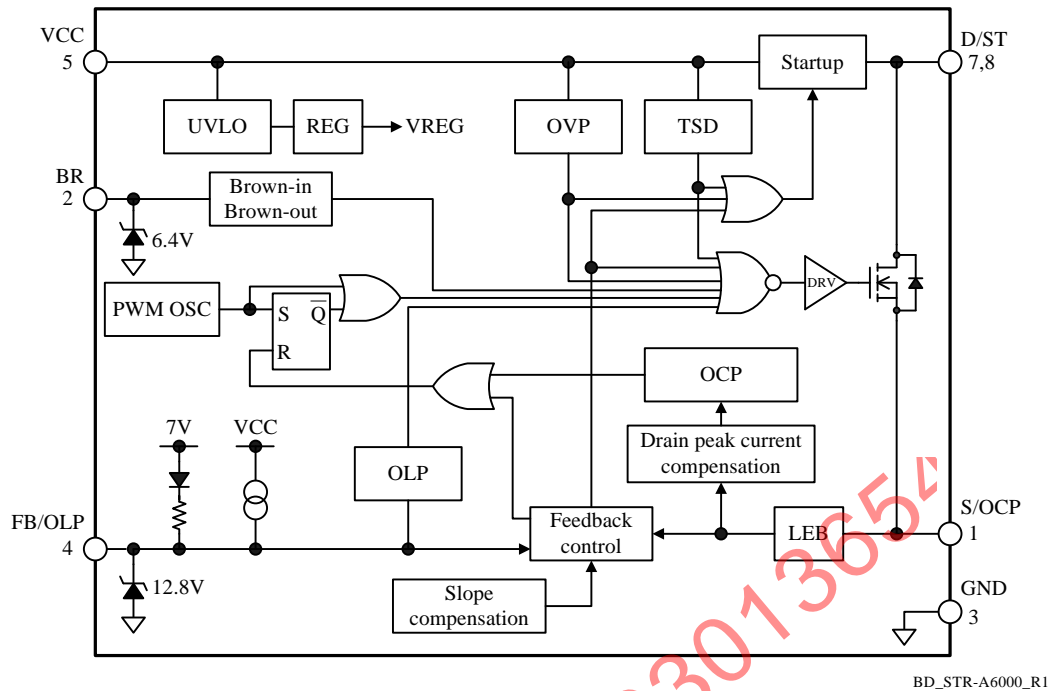 VCC
5
D/ST
7,8
Startup
UVLO
REG
VREG
OVP
TSD
BR
2
Brown-in
Brown-out
6.4V
PWM OSC
S
Q
R
DRV
OCP
7V
VCC
Drain peak current
compensation
OLP
FB/OLP
4
Feedback
control
LEB
S/OCP
1
12.8V
Slope
compensation
GND
3
BD_STR-A6000_R1